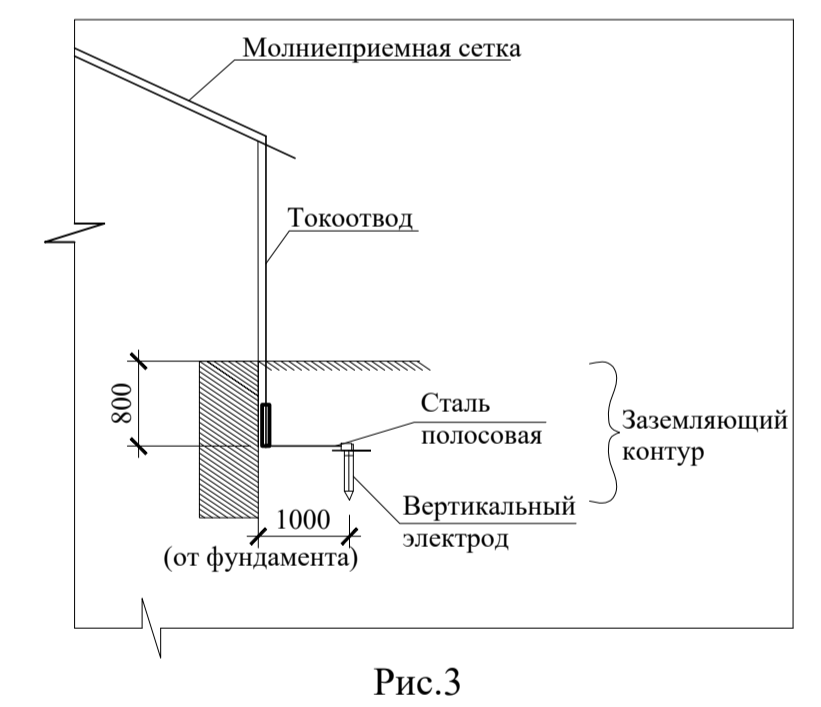 Молниеприемная сетка
Токоотвод
800
Сталь
полосовая
Заземляющий
контур
Вертикальный
электрод
1000
(от фундамента)
Рис.3